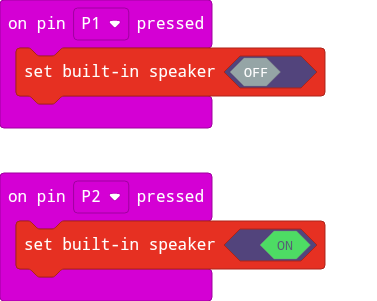 on pin P1 pressed
set built-in speaker OFF
on pin P2 pressed
set built-in speaker ON